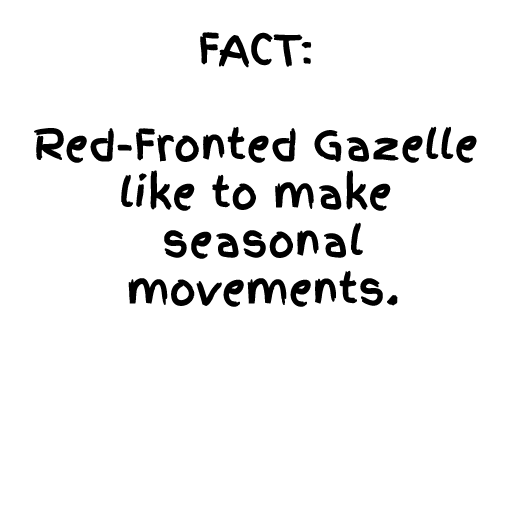 FACT:
Red-Fronted Gazelle
like to make
seasonal
movements.